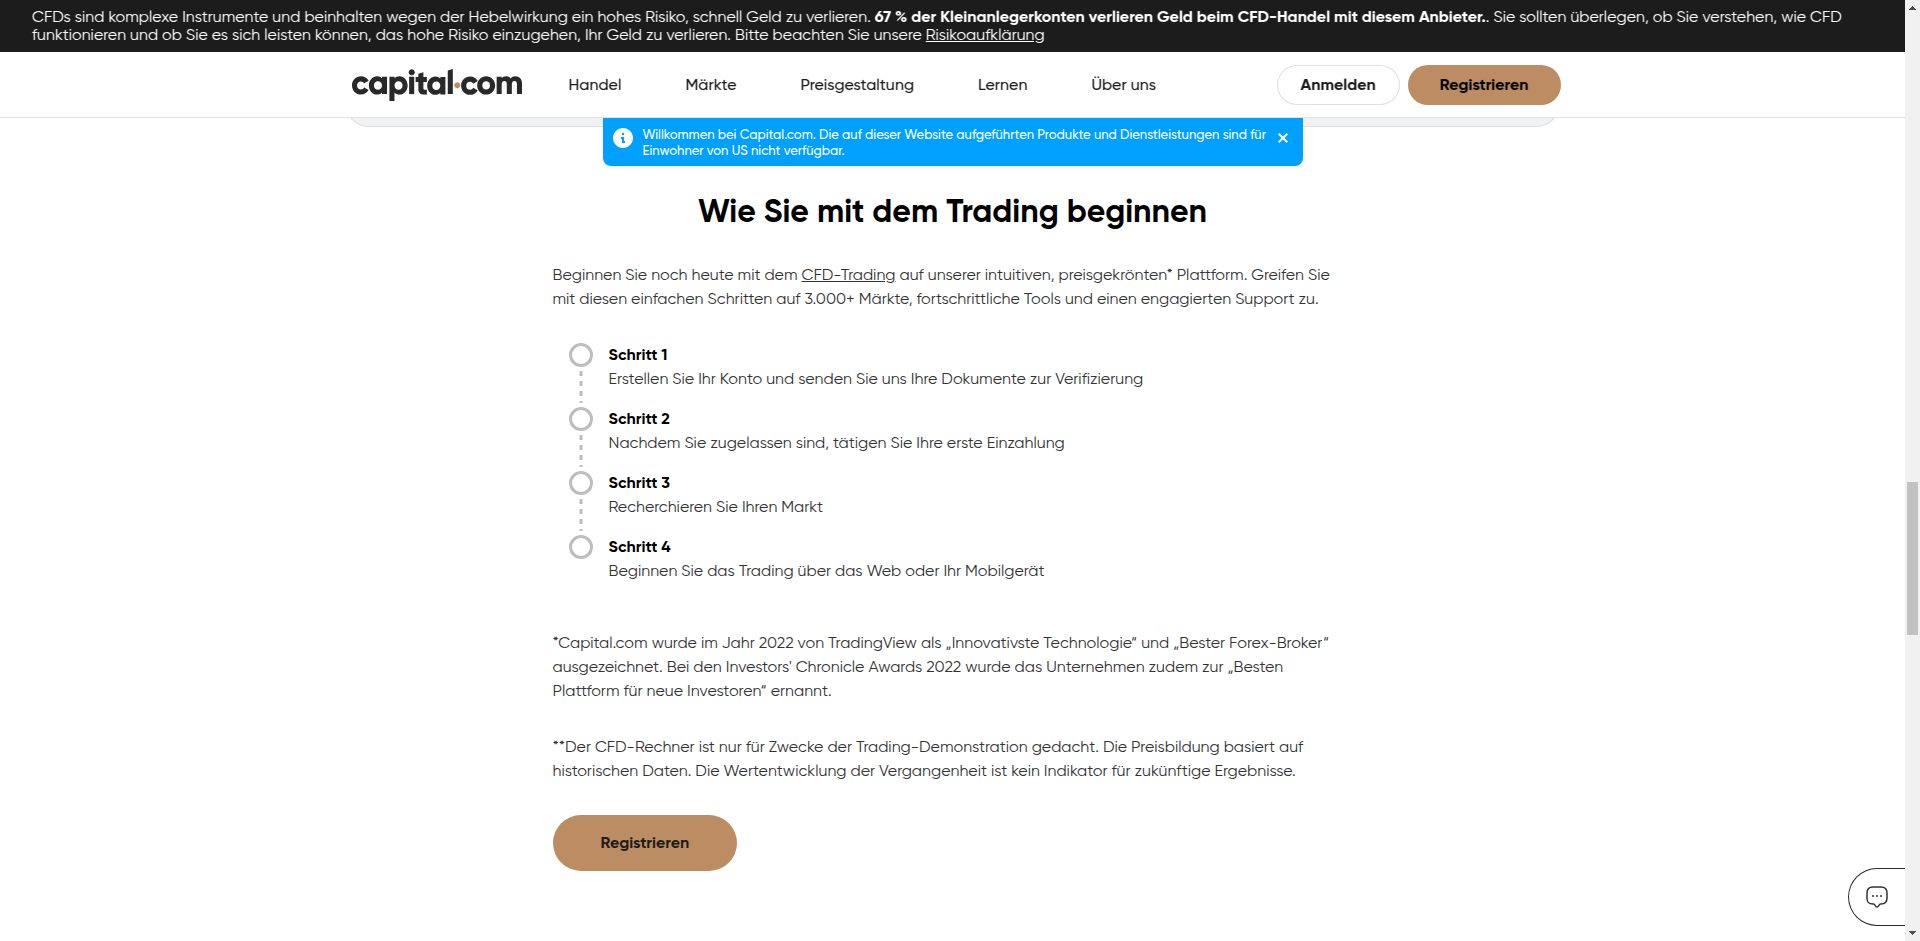 CFDs sind komplexe Instrumente und beinhalten wegen der Hebelwirkung ein hohes Risiko, schnell Geld zu verlieren. 67 % der Kleinanlegerkonten verlieren Geld beim CFD-Handel mit diesem Anbieter.. Sie sollten überlegen, ob Sie verstehen, wie CFD
funktionieren und ob Sie es sich leisten können, das hohe Risiko einzugehen, Ihr Geld zu verlieren. Bitte beachten Sie unsere Risikoaufklärung
capital.com
Handel
Märkte
Preisgestaltung
Lernen
Über uns
Anmelden
Registrieren
Willkommen bei Capital.com. Die auf dieser Website aufgeführten Produkte und Dienstleistungen sind für
Einwohner von US nicht verfügbar.
Wie Sie mit dem Trading beginnen
Beginnen Sie noch heute mit dem CFD-Trading auf unserer intuitiven, preisgekrönten* Plattform. Greifen Sie
mit diesen einfachen Schritten auf 3.000+ Märkte, fortschrittliche Tools und einen engagierten Support zu.
Schritt 1
Erstellen Sie Ihr Konto und senden Sie uns Ihre Dokumente zur Verifizierung
Schritt 2
Nachdem Sie zugelassen sind, tätigen Sie Ihre erste Einzahlung
Schritt 3
Recherchieren Sie Ihren Markt
Schritt 4
Beginnen Sie das Trading über das Web oder Ihr Mobilgerät
*Capital.com wurde im Jahr 2022 von TradingView als „Innovativste Technologie“ und „Bester Forex-Broker“
ausgezeichnet. Bei den Investors' Chronicle Awards 2022 wurde das Unternehmen zudem zur „Besten
Plattform für neue Investoren“ ernannt.
**Der CFD-Rechner ist nur für Zwecke der Trading-Demonstration gedacht. Die Preisbildung basiert auf
historischen Daten. Die Wertentwicklung der Vergangenheit ist kein Indikator für zukünftige Ergebnisse.
Registrieren